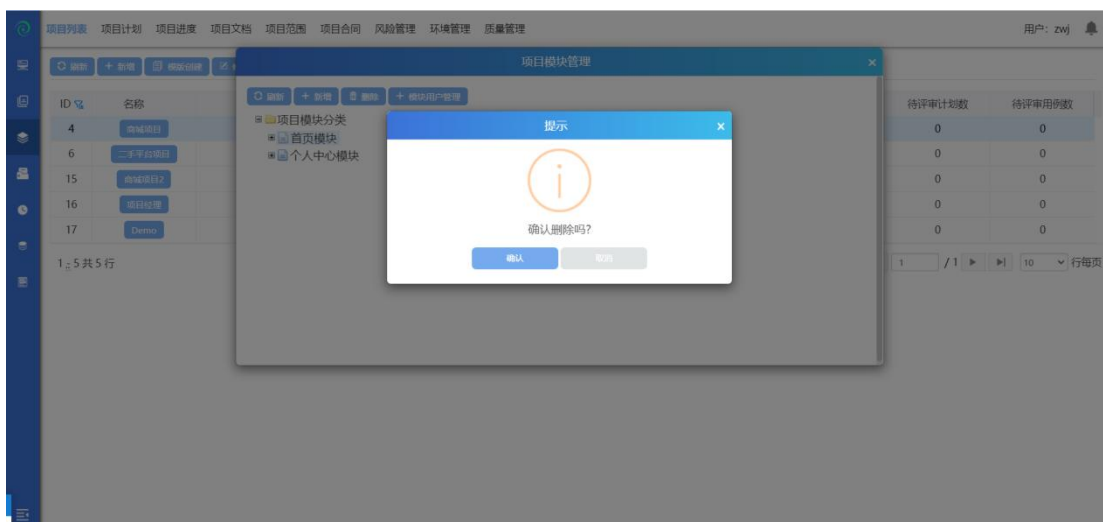 项目列表 项目计划 项目进度 项目文档 项目范围 项目合同 风险管理 环境管理 质量管理 用户：zwj
刷新 新增 模版创建
项目模块管理
刷新 新增 删除 模块用户管理
ID 名称 待评审计划数 待评审用例数
项目模块分类
首页模块
个人中心模块
提示
确认删除吗?
确认 取消
4 商城项目 0 0
6 二手平台项目 0 0
15 商城项目2 0 0
16 项目经理 0 0
17 Demo 0 0
1 - 5 共 5 行
1 / 1 10 行每页